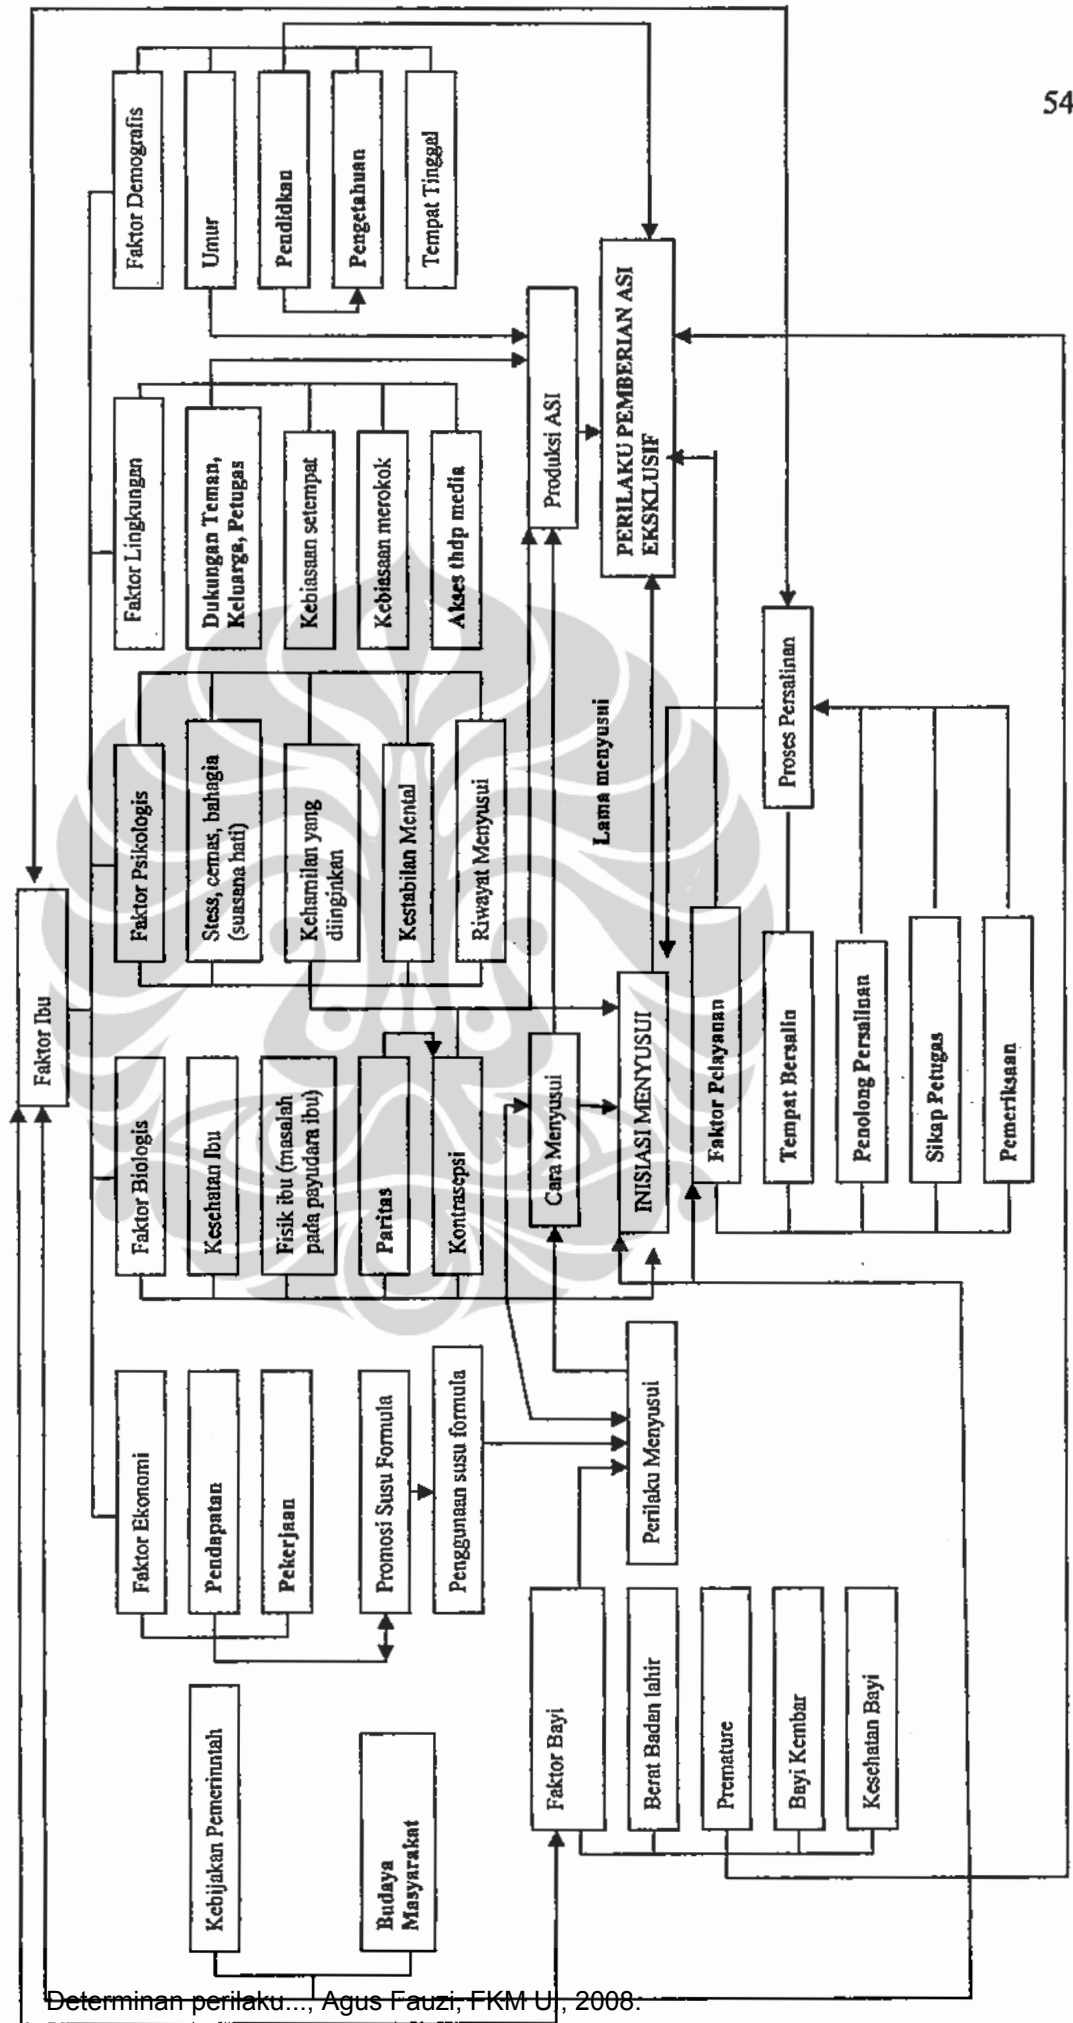 54
Faktor Ibu
Faktor Ekonomi
Pendapatan
Pekerjaan
Promosi Susu Formula
Penggunaan susu formula
Faktor Biologis
Kesehatan Ibu
Fisik ibu (masalah
pada payudara ibu)
Paritas
Kontrasepsi
Faktor Psikologis
Stess, cemas, bahagia
(suasana hati)
Kehamilan yang
diinginkan
Kestabilan Mental
Riwayat Menyusui
Faktor Lingkungan
Dukungan Teman,
Keluarga, Petugas
Kebiasaan setempat
Kebiasaan merokok
Akses thdp media
Faktor Demografis
Umur
Pendidkan
Pengetahuan
Tempat Tinggal
Kebijakan Pemerinntah
Budaya
Masyarakat
Faktor Bayi
Berat Badan lahir
Premature
Bayi Kembar
Kesehatan Bayi
Perilaku Menyusui
Cara Menyusui
INISIASI MENYUSUI
Lama menyusui
Produksi ASI
PERILAKU PEMBERIAN ASI
EKSKLUSIF
Faktor Pelayanan
Tempat Bersalin
Penolong Persalinan
Sikap Petugas
Pemeriksaan
Proses Persalinan
Determinan perilaku..., Agus Fauzi, FKM UI, 2008.